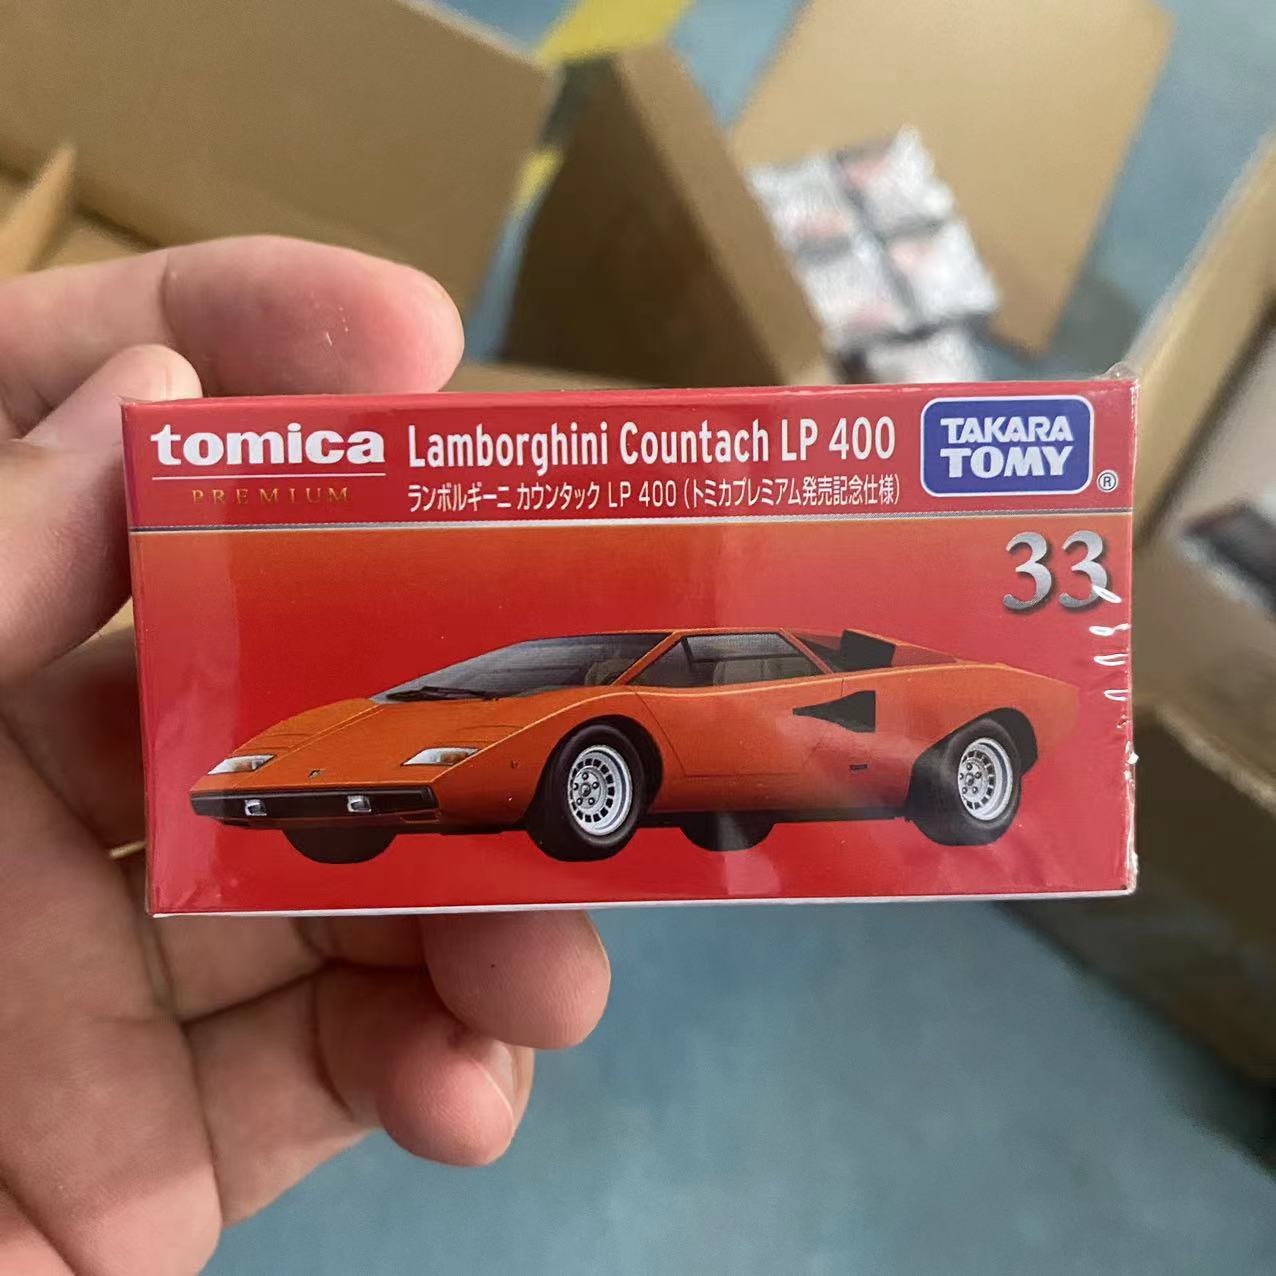 tomica
PREMIUM
Lamborghini Countach LP 400
ランボルギーニ カウンタック LP 400 (トミカプレミアム発売記念仕様)
TAKARA
TOMY
®
33